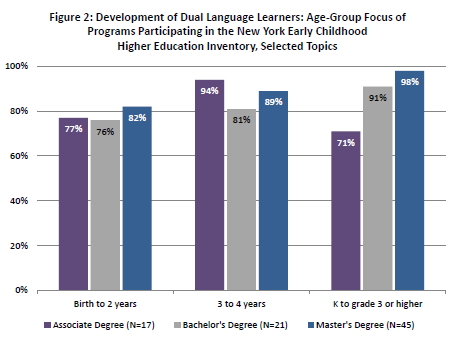 Figure 2: Development of Dual Language Learners: Age-Group Focus of
Programs Participating in the New York Early Childhood
Higher Education Inventory, Selected Topics
100%
80%
60%
40%
20%
0%
77%
76%
82%
94%
81%
89%
71%
91%
98%
Birth to 2 years
3 to 4 years
K to grade 3 or higher
Associate Degree (N=17)
Bachelor's Degree (N=21)
Master's Degree (N=45)